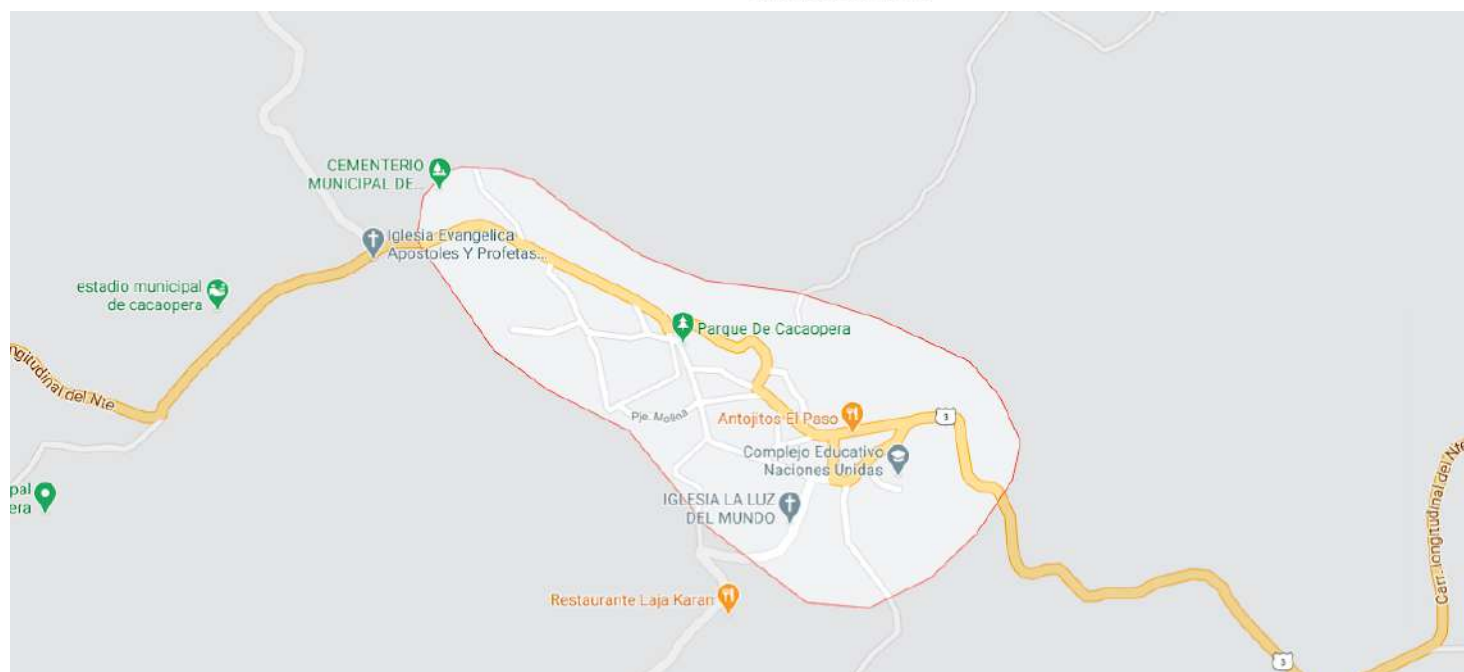 CEMENTERIO
MUNICIPAL DE...
Iglesia Evangelica
Apostoles Y Profetas...
estadio municipal
de cacaopera
Parque De Cacaopera
ongitudinal del Nte
Pje. Molina
Antojitos El Paso
3
Complejo Educativo
Naciones Unidas
Carr. longitudinal del Nte
pal
era
IGLESIA LA LUZ
DEL MUNDO
Restaurante Laja Karan
3